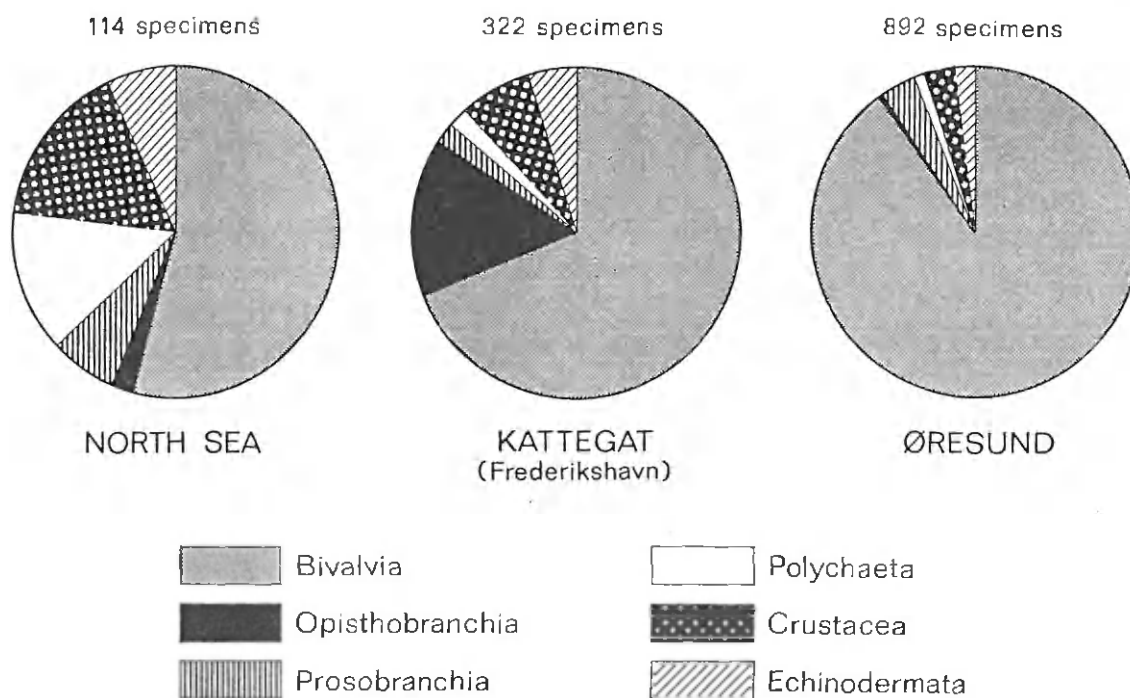 114 specimens
322 specimens
892 specimens
NORTH SEA
KATTEGAT
(Frederikshavn)
ØRESUND
Bivalvia
Opisthobranchia
Prosobranchia
Polychaeta
Crustacea
Echinodermata